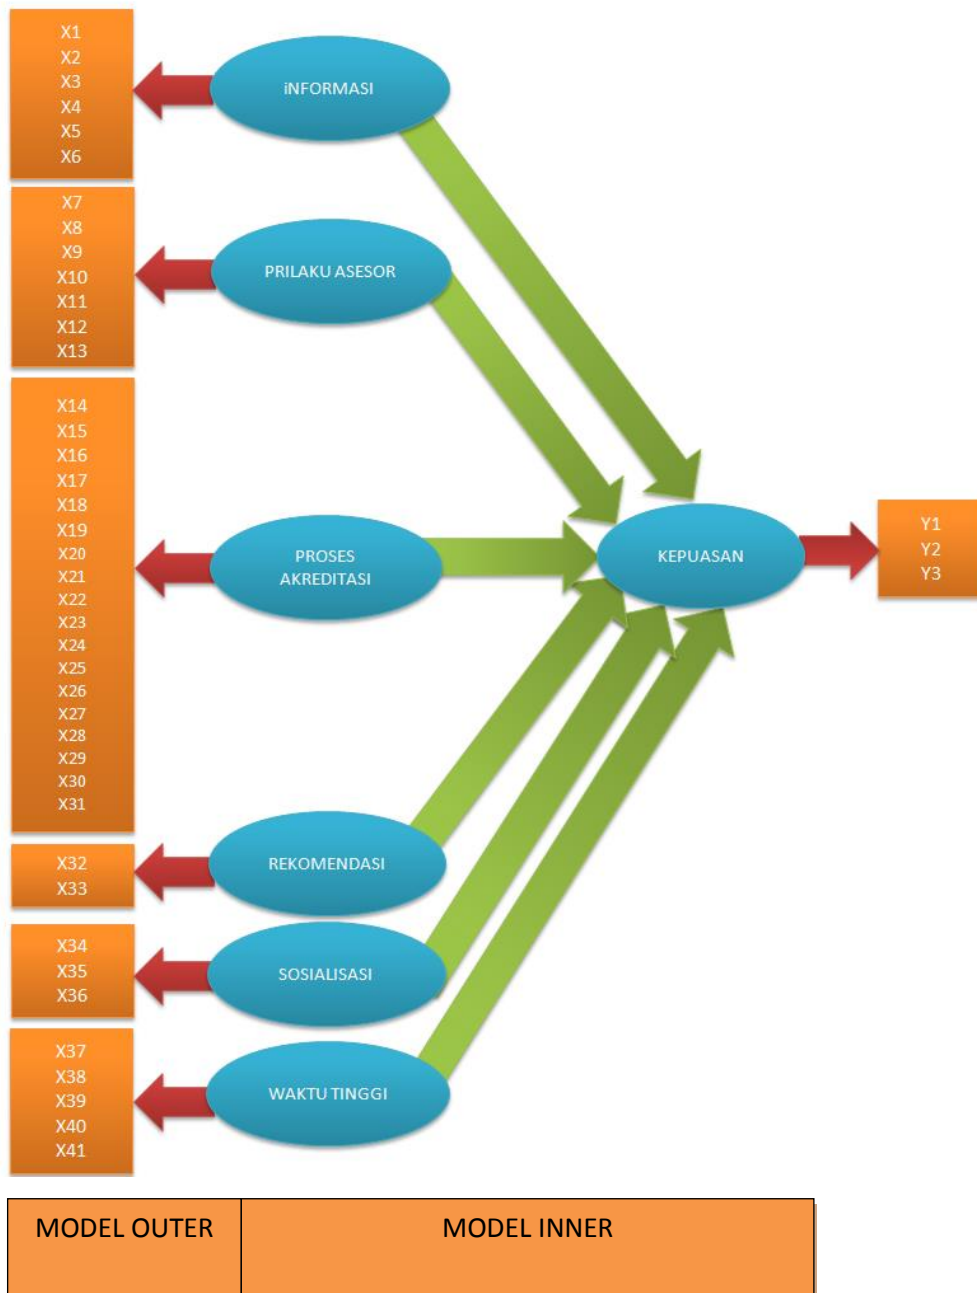 X1
X2
X3
X4
X5
X6
iNFORMASI
X7
X8
X9
X10
X11
X12
X13
PRILAKU ASESOR
X14
X15
X16
X17
X18
X19
X20
X21
X22
X23
X24
X25
X26
X27
X28
X29
X30
X31
PROSES
AKREDITASI
KEPUASAN
Y1
Y2
Y3
X32
X33
REKOMENDASI
X34
X35
X36
SOSIALISASI
X37
X38
X39
X40
X41
WAKTU TINGGI
MODEL OUTER
MODEL INNER